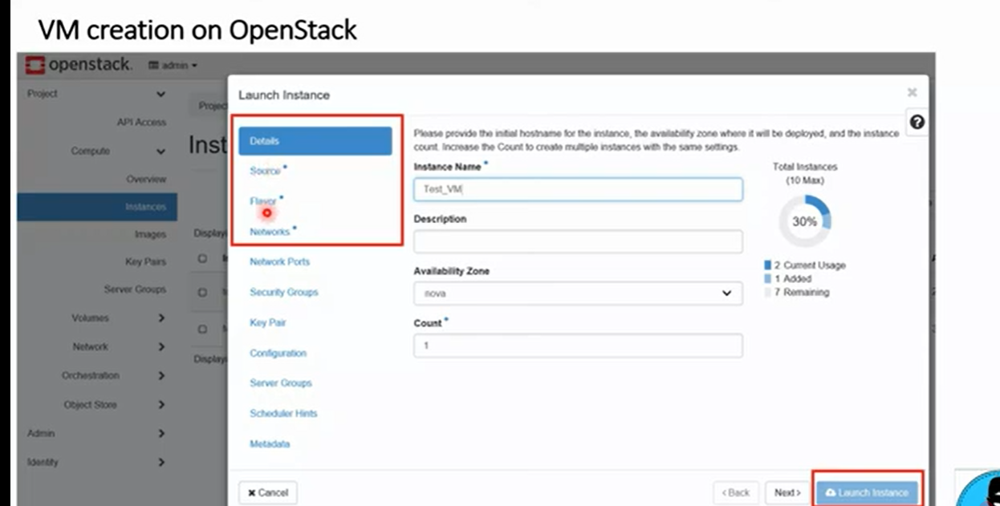 VM creation on OpenStack
openstack. admin
Project
API Access
Compute
Overview
Instances
Images
Key Pairs
Server Groups
Volumes
Network
Orchestration
Object Store
Admin
Identity
Projec
Inst
Display
Display
Launch Instance
Details
Source *
Flavor *
Networks *
Network Ports
Security Groups
Key Pair
Configuration
Server Groups
Scheduler Hints
Metadata
Please provide the initial hostname for the instance, the availability zone where it will be deployed, and the instance
count. Increase the Count to create multiple instances with the same settings.
Instance Name *
Test_VM
Description
Availability Zone
nova
Count *
1
Total Instances
(10 Max)
30%
2 Current Usage
1 Added
7 Remaining
× Cancel
< Back
Next >
Launch Instance